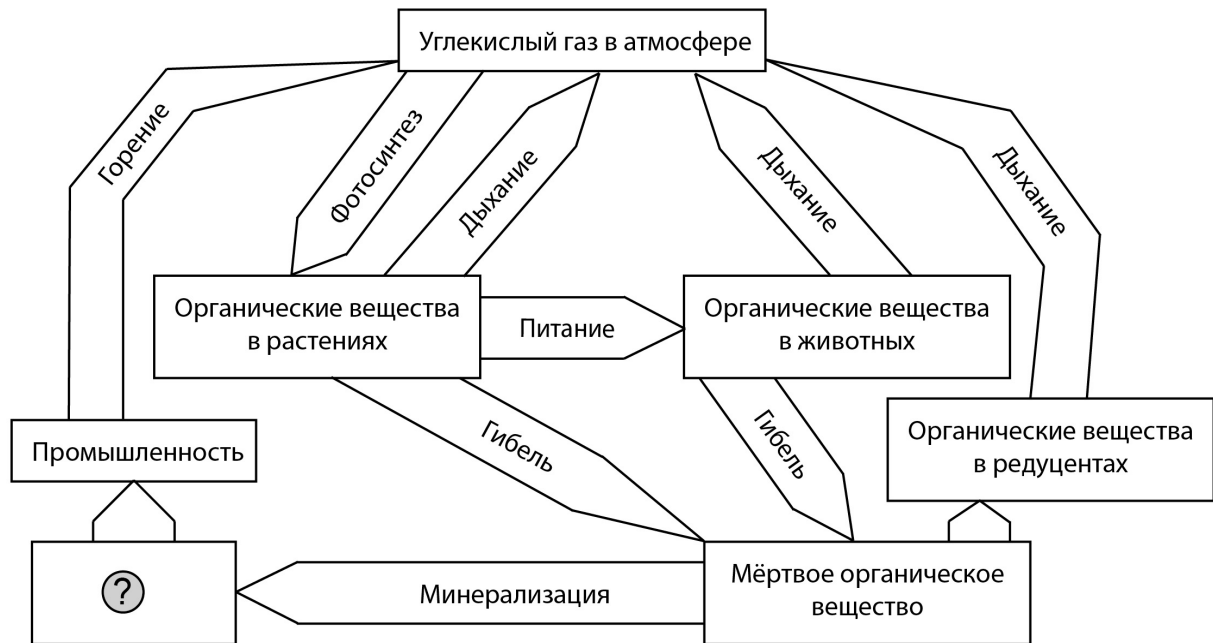 Углекислый газ в атмосфере
Горение
Фотосинтез
Дыхание
Дыхание
Дыхание
Органические вещества
в растениях
Питание
Органические вещества
в животных
Гибель
Гибель
Промышленность
Органические вещества
в редуцентах
?
Минерализация
Мёртвое органическое
вещество